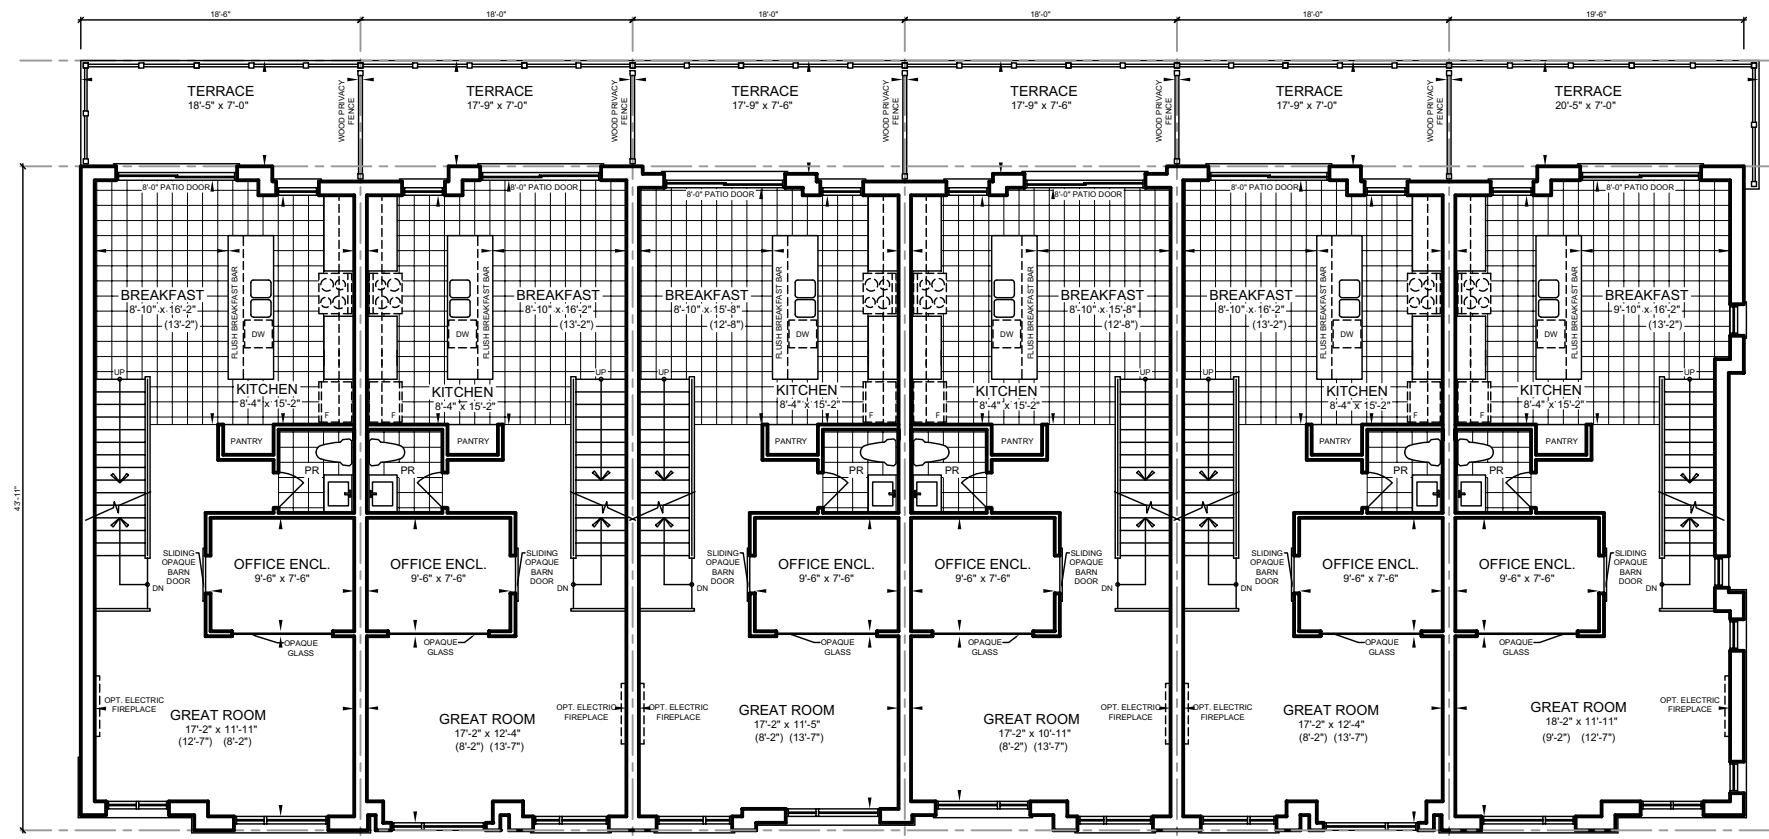 18'-6" 18'-0" 18'-0" 18'-0" 18'-0" 19'-6"
TERRACE TERRACE TERRACE TERRACE TERRACE TERRACE
18'-5" x 7'-0" 17'-9" x 7'-0" 17'-9" x 7'-6" 17'-9" x 7'-6" 17'-9" x 7'-0" 20'-5" x 7'-0"
WOOD PRIVACY FENCE WOOD PRIVACY FENCE WOOD PRIVACY FENCE WOOD PRIVACY FENCE WOOD PRIVACY FENCE
8'-0" PATIO DOOR 8'-0" PATIO DOOR 8'-0" PATIO DOOR 8'-0" PATIO DOOR 8'-0" PATIO DOOR 8'-0" PATIO DOOR
FLUSH BREAKFAST BAR FLUSH BREAKFAST BAR FLUSH BREAKFAST BAR FLUSH BREAKFAST BAR FLUSH BREAKFAST BAR FLUSH BREAKFAST BAR
BREAKFAST BREAKFAST BREAKFAST BREAKFAST BREAKFAST BREAKFAST
8'-10" x 16'-2" 8'-10" x 16'-2" 8'-10" x 15'-8" 8'-10" x 15'-8" 8'-10" x 16'-2" 9'-10" x 16'-2"
(13'-2") (13'-2") (12'-8") (12'-8") (13'-2") (13'-2")
DW DW DW DW DW DW
UP UP UP UP UP UP
KITCHEN KITCHEN KITCHEN KITCHEN KITCHEN KITCHEN
8'-4" x 15'-2" 8'-4" x 15'-2" 8'-4" x 15'-2" 8'-4" x 15'-2" 8'-4" x 15'-2" 8'-4" x 15'-2"
F F F F F F
PANTRY PANTRY PANTRY PANTRY PANTRY PANTRY
PR PR PR PR PR PR
43'-11"
SLIDING SLIDING SLIDING SLIDING SLIDING SLIDING
OPAQUE OPAQUE OPAQUE OPAQUE OPAQUE OPAQUE
BARN BARN BARN BARN BARN BARN
DOOR DOOR DOOR DOOR DOOR DOOR
OFFICE ENCL. OFFICE ENCL. OFFICE ENCL. OFFICE ENCL. OFFICE ENCL. OFFICE ENCL.
9'-6" x 7'-6" 9'-6" x 7'-6" 9'-6" x 7'-6" 9'-6" x 7'-6" 9'-6" x 7'-6" 9'-6" x 7'-6"
DN DN DN DN DN DN
OPAQUE OPAQUE OPAQUE OPAQUE OPAQUE OPAQUE
GLASS GLASS GLASS GLASS GLASS GLASS
OPT. ELECTRIC OPT. ELECTRIC OPT. ELECTRIC OPT. ELECTRIC OPT. ELECTRIC OPT. ELECTRIC
FIREPLACE FIREPLACE FIREPLACE FIREPLACE FIREPLACE FIREPLACE
GREAT ROOM GREAT ROOM GREAT ROOM GREAT ROOM GREAT ROOM GREAT ROOM
17'-2" x 11'-11" 17'-2" x 12'-4" 17'-2" x 11'-5" 17'-2" x 10'-11" 17'-2" x 12'-4" 18'-2" x 11'-11"
(12'-7") (8'-2") (8'-2") (13'-7") (8'-2") (13'-7") (8'-2") (13'-7") (8'-2") (13'-7") (9'-2") (12'-7")